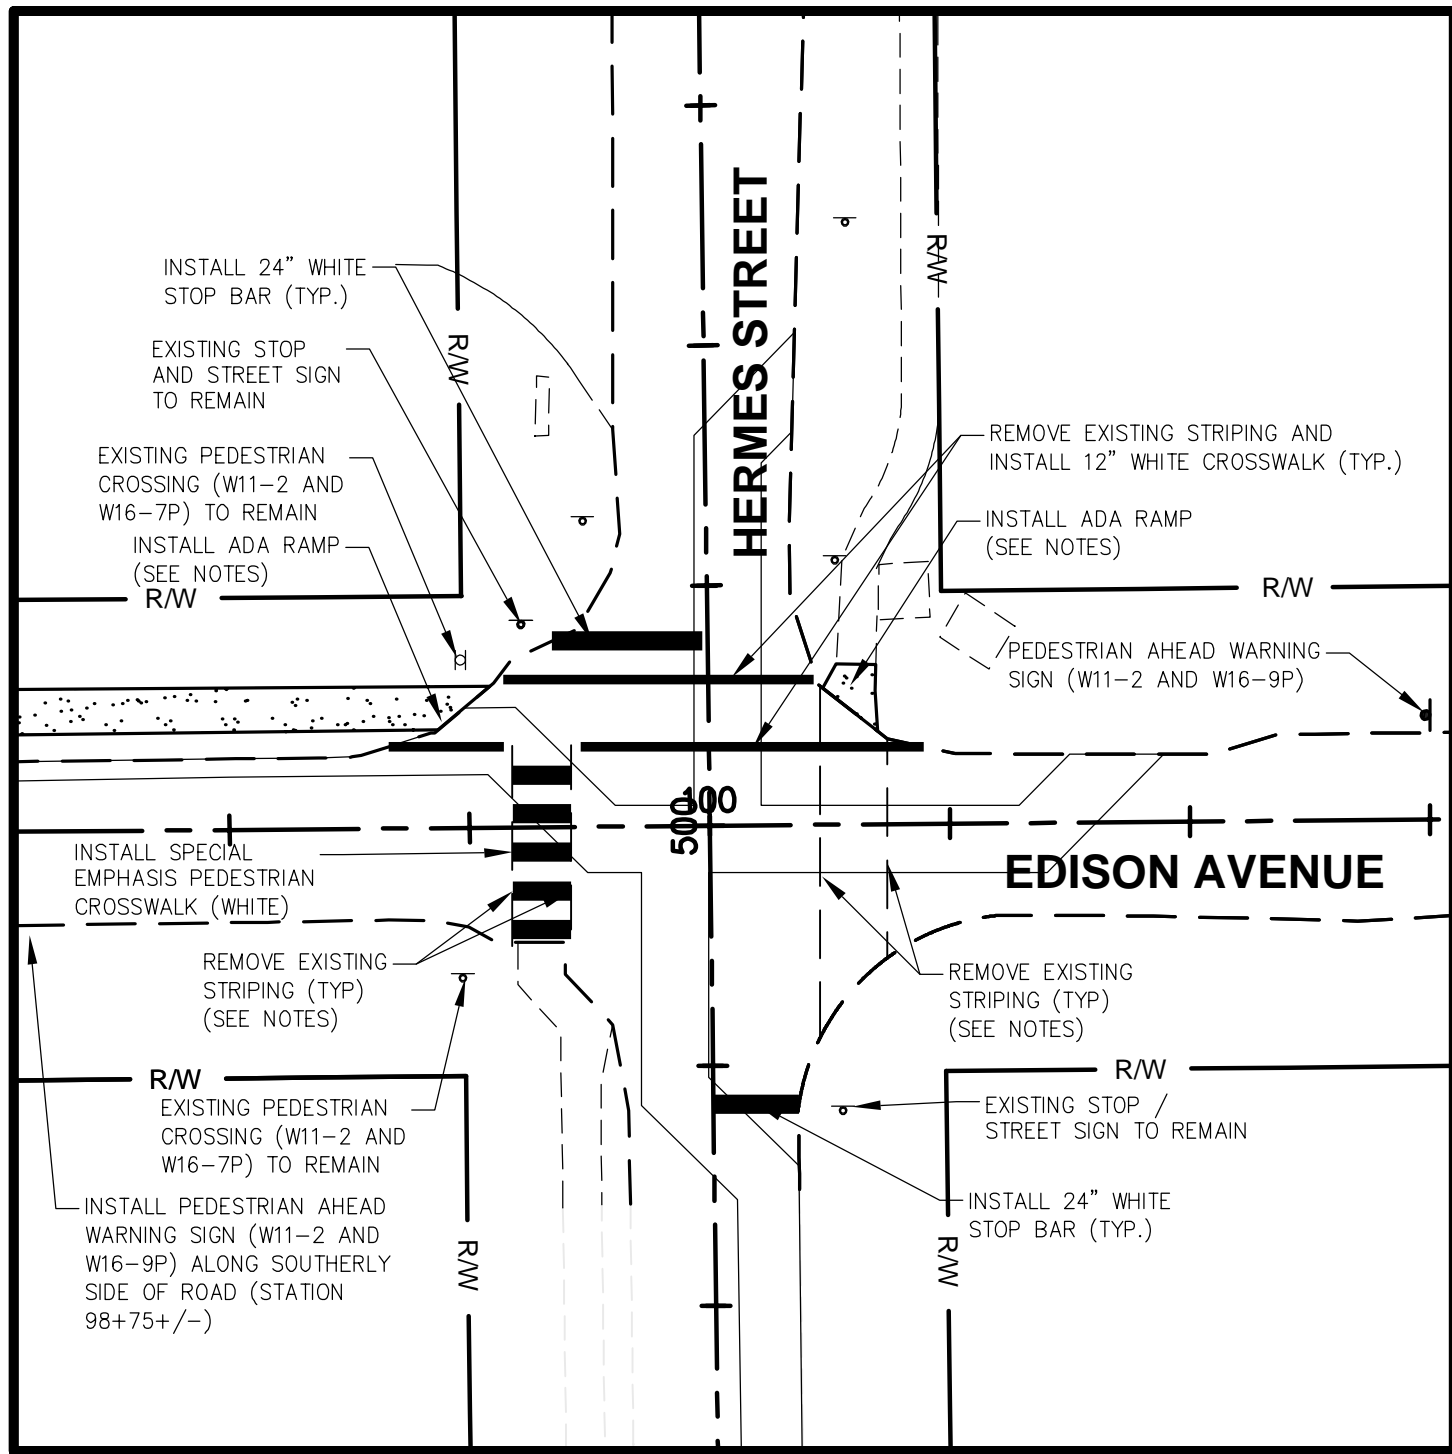 HERMES STREET
INSTALL 24” WHITE
STOP BAR (TYP.)
R/W
R/W
EXISTING STOP
AND STREET SIGN
TO REMAIN
EXISTING PEDESTRIAN
CROSSING (W11-2 AND
W16-7P) TO REMAIN
INSTALL ADA RAMP
(SEE NOTES)
R/W
REMOVE EXISTING STRIPING AND
INSTALL 12” WHITE CROSSWALK (TYP.)
INSTALL ADA RAMP
(SEE NOTES)
R/W
PEDESTRIAN AHEAD WARNING
SIGN (W11-2 AND W16-9P)
100
500
EDISON AVENUE
INSTALL SPECIAL
EMPHASIS PEDESTRIAN
CROSSWALK (WHITE)
REMOVE EXISTING
STRIPING (TYP)
(SEE NOTES)
REMOVE EXISTING
STRIPING (TYP)
(SEE NOTES)
R/W
R/W
EXISTING PEDESTRIAN
CROSSING (W11-2 AND
W16-7P) TO REMAIN
EXISTING STOP /
STREET SIGN TO REMAIN
INSTALL PEDESTRIAN AHEAD
WARNING SIGN (W11-2 AND
W16-9P) ALONG SOUTHERLY
SIDE OF ROAD (STATION
98+75+/-)
INSTALL 24” WHITE
STOP BAR (TYP.)
R/W
R/W